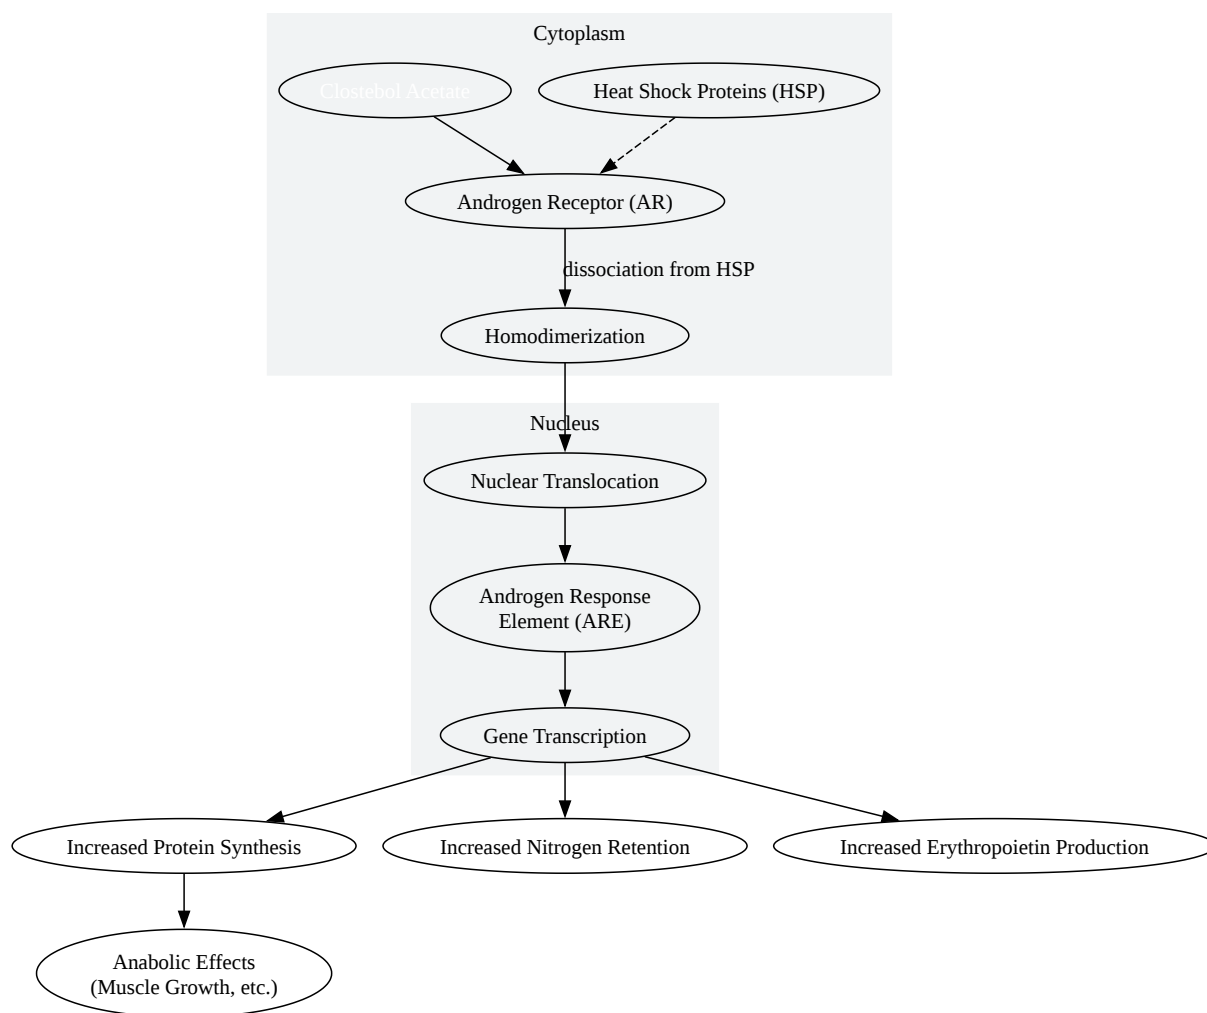 Cytoplasm
Clostebol Acetate
Heat Shock Proteins (HSP)
Androgen Receptor (AR)
dissociation from HSP
Homodimerization
Nucleus
Nuclear Translocation
Androgen Response
Element (ARE)
Gene Transcription
Increased Protein Synthesis
Increased Nitrogen Retention
Increased Erythropoietin Production
Anabolic Effects
(Muscle Growth, etc.)